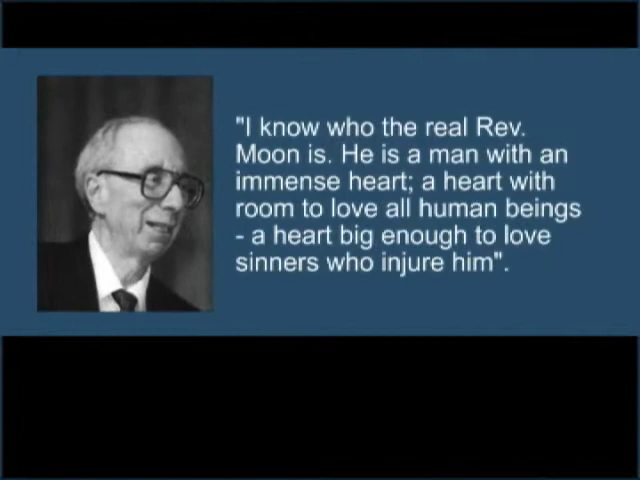 "I know who the real Rev.
Moon is. He is a man with an
immense heart; a heart with
room to love all human beings
- a heart big enough to love
sinners who injure him".